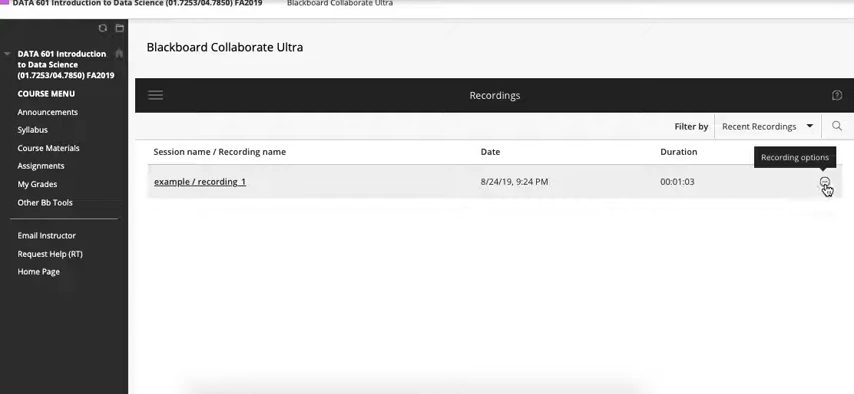 DATA 601 Introduction to Data Science (01.7253/04.7850) FA2019 Blackboard Collaborate Ultra
DATA 601 Introduction
to Data Science
(01.7253/04.7850) FA2019
COURSE MENU
Announcements
Syllabus
Course Materials
Assignments
My Grades
Other Bb Tools
Email Instructor
Request Help (RT)
Home Page
Blackboard Collaborate Ultra
Recordings
Filter by Recent Recordings
Session name / Recording name Date Duration
Recording options
example / recording_1 8/24/19, 9:24 PM 00:01:03